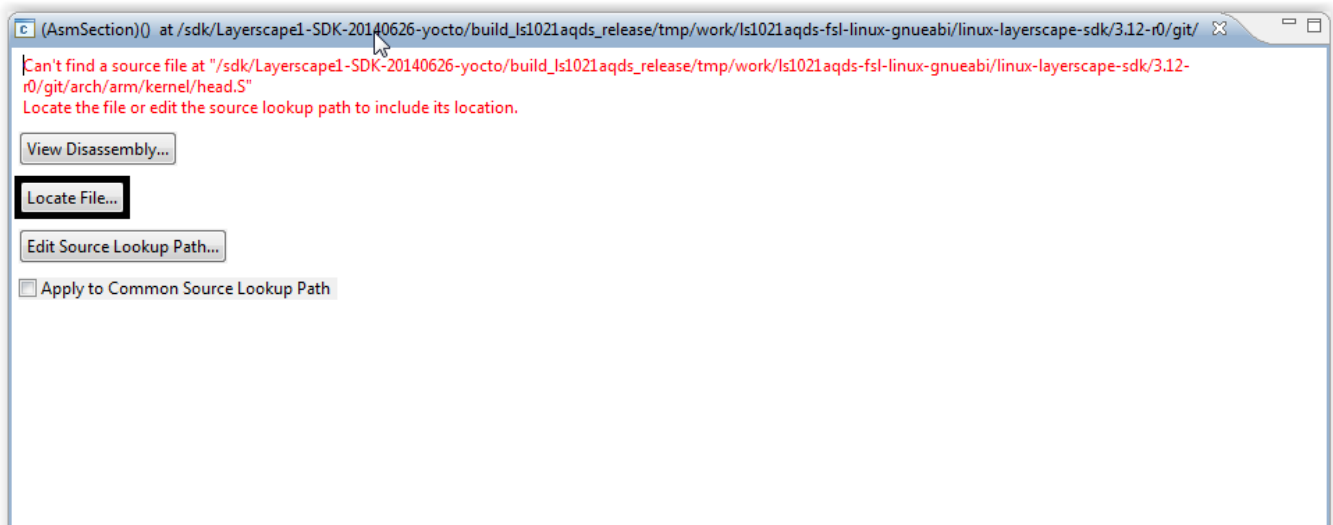 (AsmSection)() at /sdk/Layerscape1-SDK-20140626-yocto/build_ls1021aqds_release/tmp/work/ls1021aqds-fsl-linux-gnueabi/linux-layerscape-sdk/3.12-r0/git/
Can't find a source file at "/sdk/Layerscape1-SDK-20140626-yocto/build_ls1021aqds_release/tmp/work/ls1021aqds-fsl-linux-gnueabi/linux-layerscape-sdk/3.12-
r0/git/arch/arm/kernel/head.S"
Locate the file or edit the source lookup path to include its location.
View Disassembly...
Locate File...
Edit Source Lookup Path...
Apply to Common Source Lookup Path